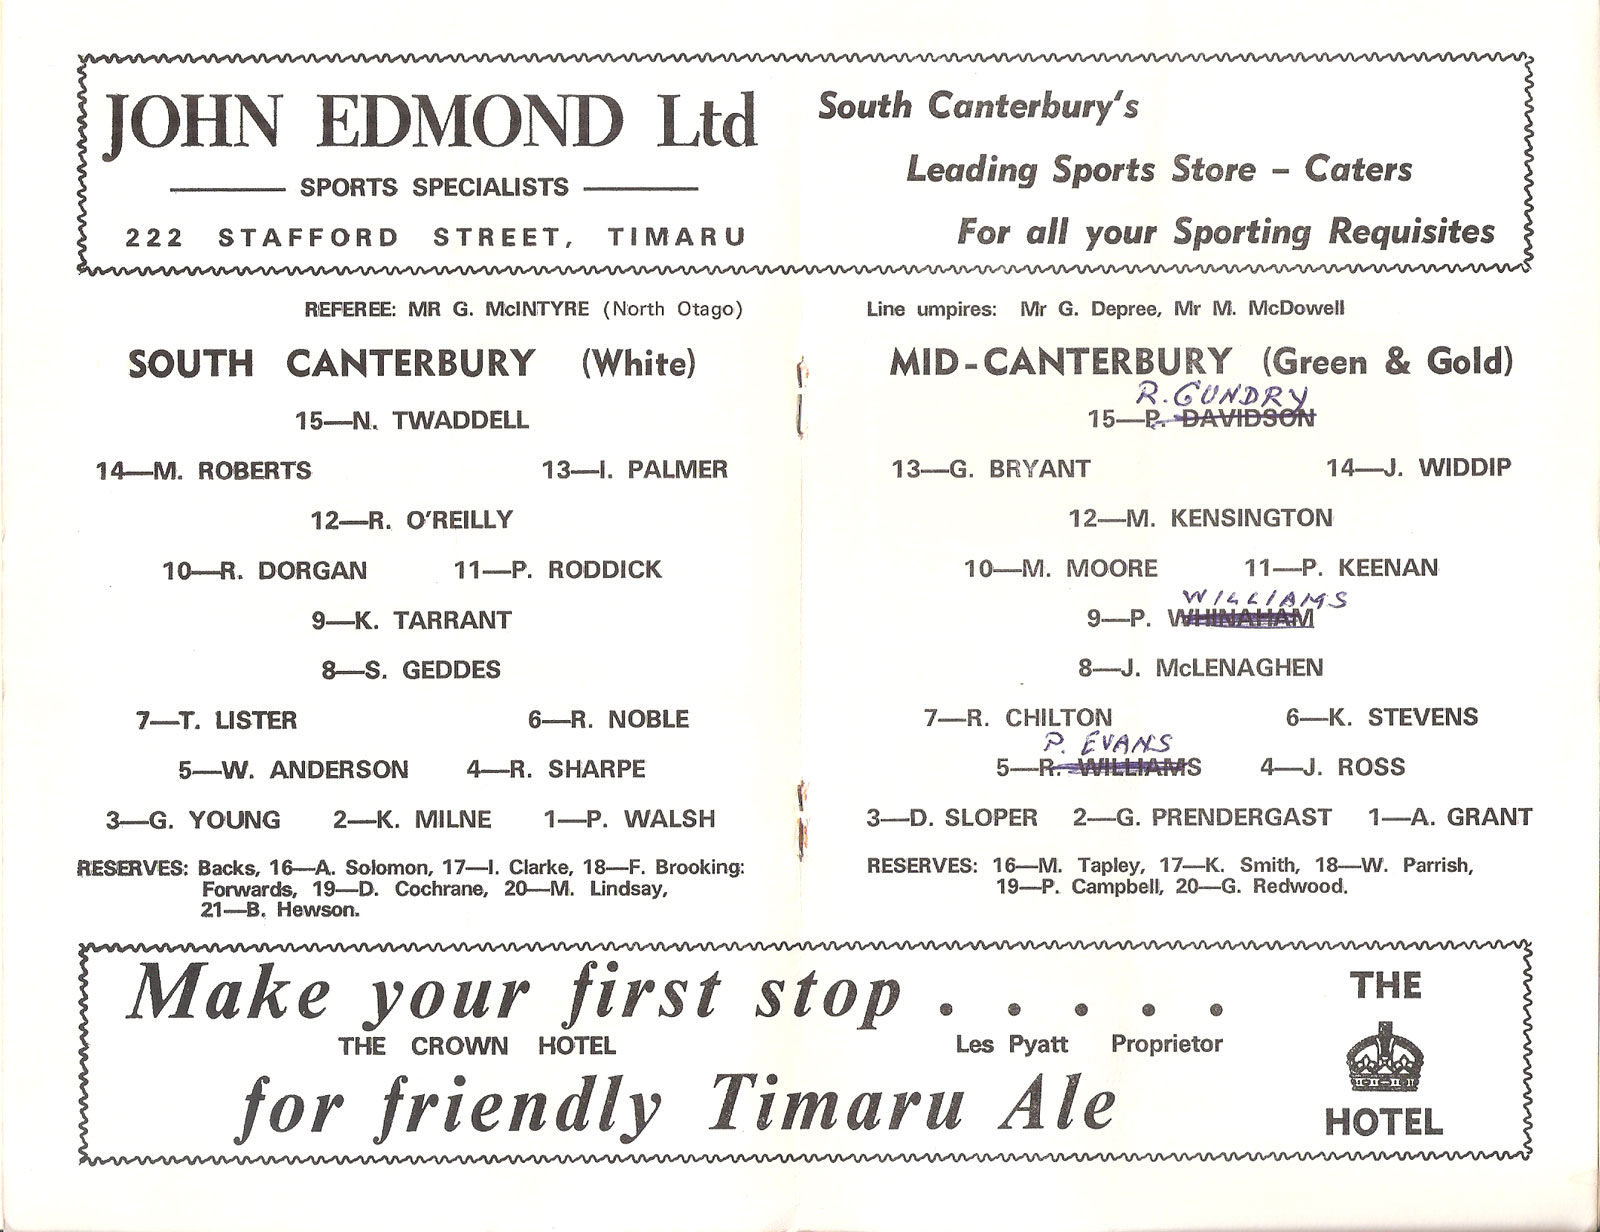 JOHN EDMOND Ltd
SPORTS SPECIALISTS
222 STAFFORD STREET, TIMARU
South Canterbury's
Leading Sports Store – Caters
For all your Sporting Requisites
REFEREE: MR G. McINTYRE (North Otago)
SOUTH CANTERBURY (White)
15—N. TWADDELL
14—M. ROBERTS 13—I. PALMER
12—R. O'REILLY
10—R. DORGAN 11—P. RODDICK
9—K. TARRANT
8—S. GEDDES
7—T. LISTER 6—R. NOBLE
5—W. ANDERSON 4—R. SHARPE
3—G. YOUNG 2—K. MILNE 1—P. WALSH
RESERVES: Backs, 16—A. Solomon, 17—I. Clarke, 18—F. Brooking:
Forwards, 19—D. Cochrane, 20—M. Lindsay,
21—B. Hewson.
Line umpires: Mr G. Depree, Mr M. McDowell
MID-CANTERBURY (Green & Gold)
R. GUNDRY
15—P. DAVIDSON
13—G. BRYANT 14—J. WIDDIP
12—M. KENSINGTON
10—M. MOORE 11—P. KEENAN
WILLIAMS
9—P. WHINAHAM
8—J. McLENAGHEN
7—R. CHILTON 6—K. STEVENS
P. EVANS
5—R. WILLIAMS 4—J. ROSS
3—D. SLOPER 2—G. PRENDERGAST 1—A. GRANT
RESERVES: 16—M. Tapley, 17—K. Smith, 18—W. Parrish,
19—P. Campbell, 20—G. Redwood.
Make your first stop . . . . .
THE CROWN HOTEL Les Pyatt Proprietor
for friendly Timaru Ale
THE
HOTEL